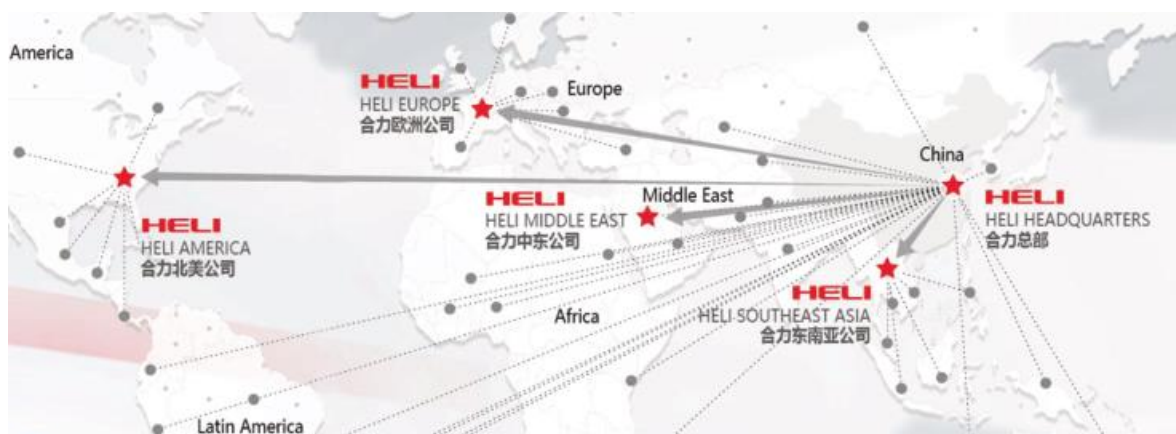 America
HELI
HELI EUROPE
合力欧洲公司
Europe
China
HELI
HELI AMERICA
合力北美公司
Middle East
HELI
HELI MIDDLE EAST
合力中东公司
HELI
HELI HEADQUARTERS
合力总部
HELI
HELI SOUTHEAST ASIA
合力东南亚公司
Africa
Latin America